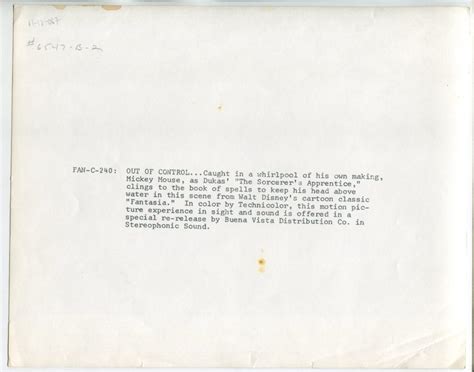 #6547-B-2
FAN-C-240: OUT OF CONTROL...Caught in a whirlpool of his own making,
Mickey Mouse, as Dukas' "The Sorcerer's Apprentice,"
clings to the book of spells to keep his head above
water in this scene from Walt Disney's cartoon classic
"Fantasia." In color by Technicolor, this motion pic-
ture experience in sight and sound is offered in a
special re-release by Buena Vista Distribution Co. in
Stereophonic Sound.